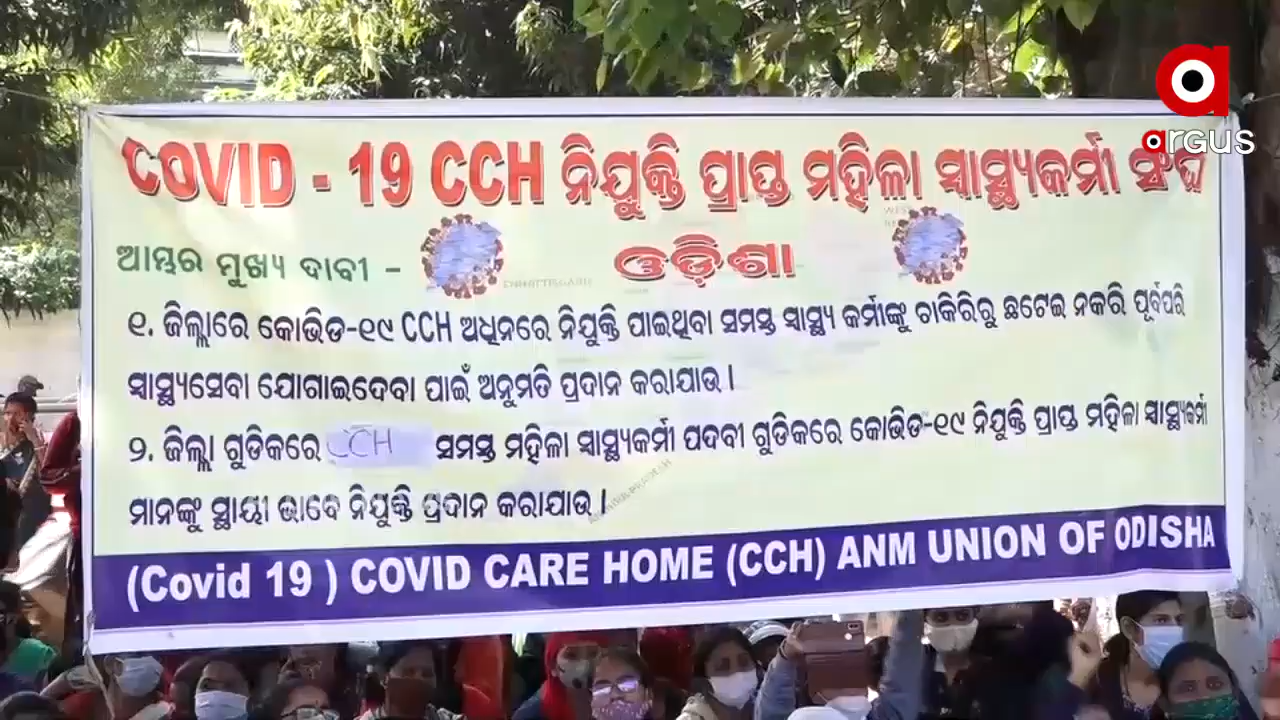 argus
COVID - 19 CCH ନିଯୁକ୍ତି ପ୍ରାପ୍ତ ମହିଳା ସ୍ୱାସ୍ଥ୍ୟକର୍ମୀ ସଂଘ
ଓଡ଼ିଶା
ଆମ୍ଭର ମୁଖ୍ୟ ଦାବୀ -
୧. ଜିଲ୍ଲାରେ କୋଭିଡ-୧୯ CCH ଅଧିନରେ ନିଯୁକ୍ତି ପାଇଥିବା ସମସ୍ତ ସ୍ୱାସ୍ଥ୍ୟ କର୍ମୀଙ୍କୁ ଚାକିରିରୁ ଛଟେଇ ନକରି ପୂର୍ବପରି
ସ୍ୱାସ୍ଥ୍ୟସେବା ଯୋଗାଇଦେବା ପାଇଁ ଅନୁମତି ପ୍ରଦାନ କରାଯାଉ ।
୨. ଜିଲ୍ଲା ଗୁଡିକରେ CCH ସମସ୍ତ ମହିଳା ସ୍ୱାସ୍ଥ୍ୟକର୍ମୀ ପଦବୀ ଗୁଡିକରେ କୋଭିଡ-୧୯ ନିଯୁକ୍ତି ପ୍ରାପ୍ତ ମହିଳା ସ୍ୱାସ୍ଥ୍ୟକର୍ମୀ
ମାନଙ୍କୁ ସ୍ଥାୟୀ ଭାବେ ନିଯୁକ୍ତି ପ୍ରଦାନ କରାଯାଉ ।
(Covid 19 ) COVID CARE HOME (CCH) ANM UNION OF ODISHA